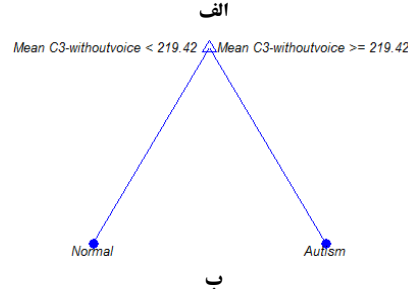 الف
Mean C3-withoutvoice < 219.42 Mean C3-withoutvoice >= 219.42
Normal Autism
ب